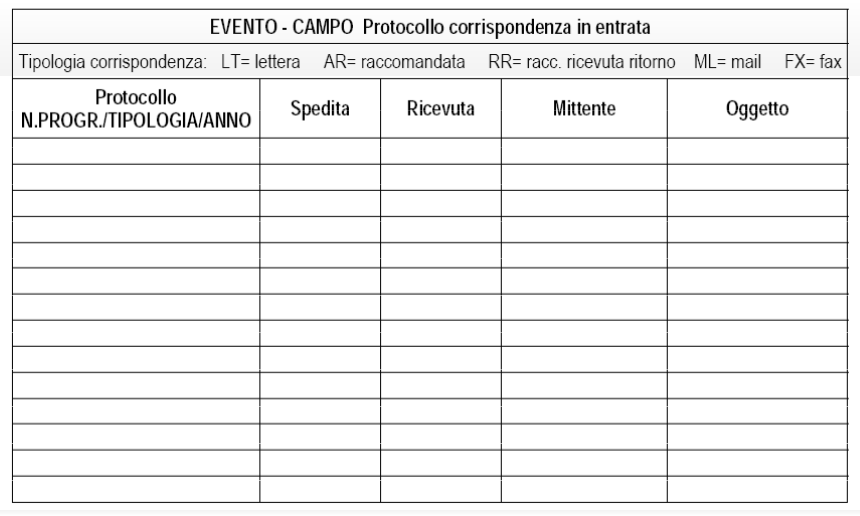 EVENTO - CAMPO Protocollo corrispondenza in entrata
Tipologia corrispondenza: LT= lettera AR= raccomandata RR= racc. ricevuta ritorno ML= mail FX= fax
Protocollo
N.PROGR./TIPOLOGIA/ANNO
Spedita
Ricevuta
Mittente
Oggetto